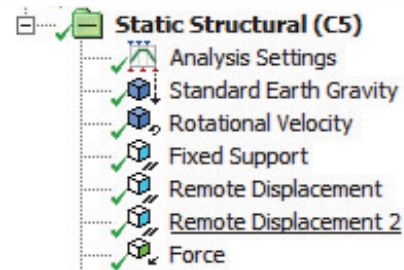 Static Structural (C5)
Analysis Settings
Standard Earth Gravity
Rotational Velocity
Fixed Support
Remote Displacement
Remote Displacement 2
Force